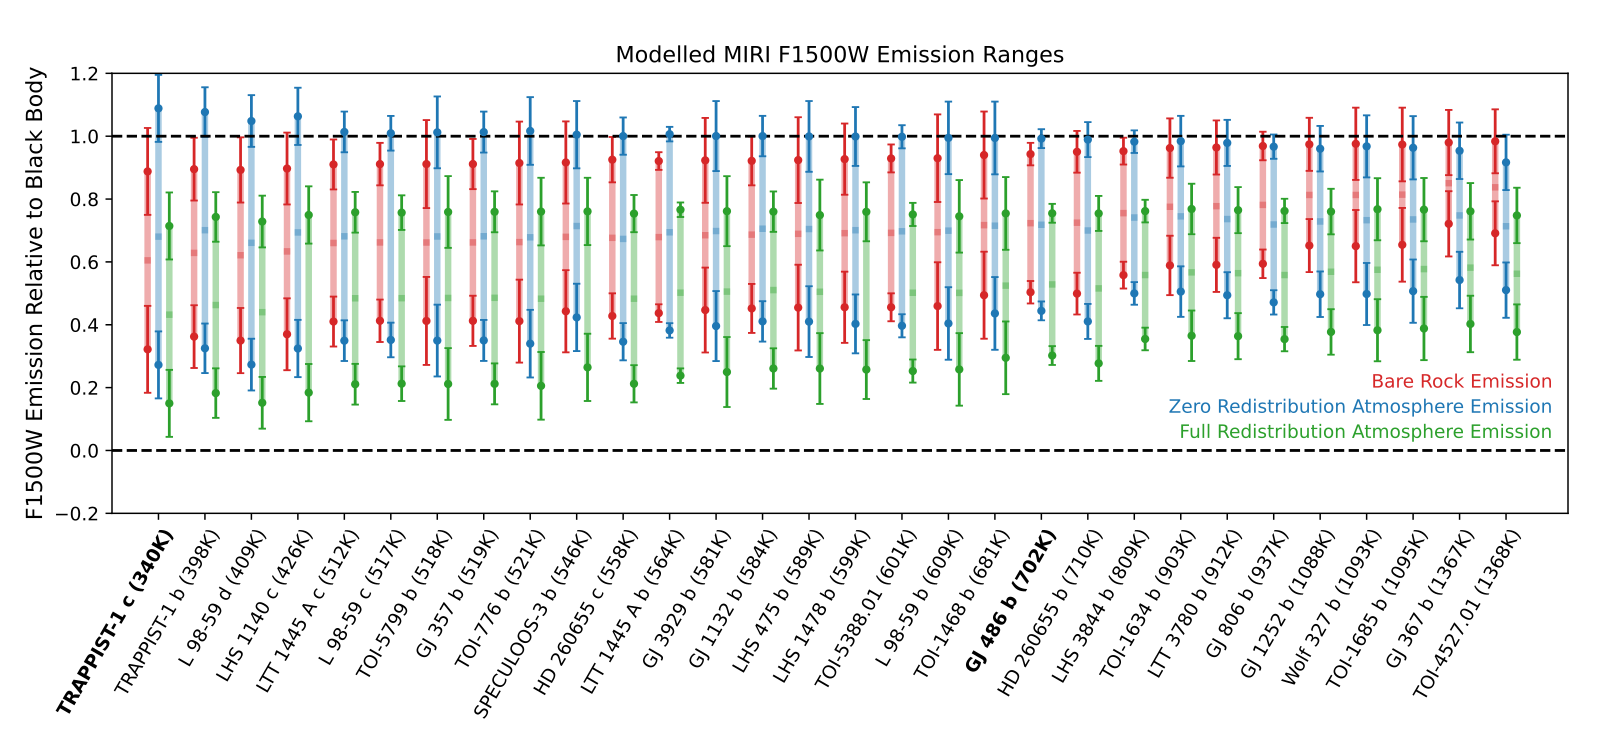 Modelled MIRI F1500W Emission Ranges
F1500W Emission Relative to Black Body
1.2
1.0
0.8
0.6
0.4
0.2
0.0
−0.2
Bare Rock Emission
Zero Redistribution Atmosphere Emission
Full Redistribution Atmosphere Emission
TRAPPIST-1 c (340K)
TRAPPIST-1 b (398K)
L 98-59 d (409K)
LHS 1140 c (426K)
LTT 1445 A c (512K)
L 98-59 c (517K)
TOI-5799 b (518K)
GJ 357 b (519K)
TOI-776 b (521K)
SPECULOOS-3 b (546K)
HD 260655 c (558K)
LTT 1445 A b (564K)
GJ 3929 b (581K)
GJ 1132 b (584K)
LHS 475 b (589K)
LHS 1478 b (599K)
TOI-5388.01 (601K)
L 98-59 b (609K)
TOI-1468 b (681K)
GJ 486 b (702K)
HD 260655 b (710K)
LHS 3844 b (809K)
TOI-1634 b (903K)
LTT 3780 b (912K)
GJ 806 b (937K)
GJ 1252 b (1088K)
Wolf 327 b (1093K)
TOI-1685 b (1095K)
GJ 367 b (1367K)
TOI-4527.01 (1368K)